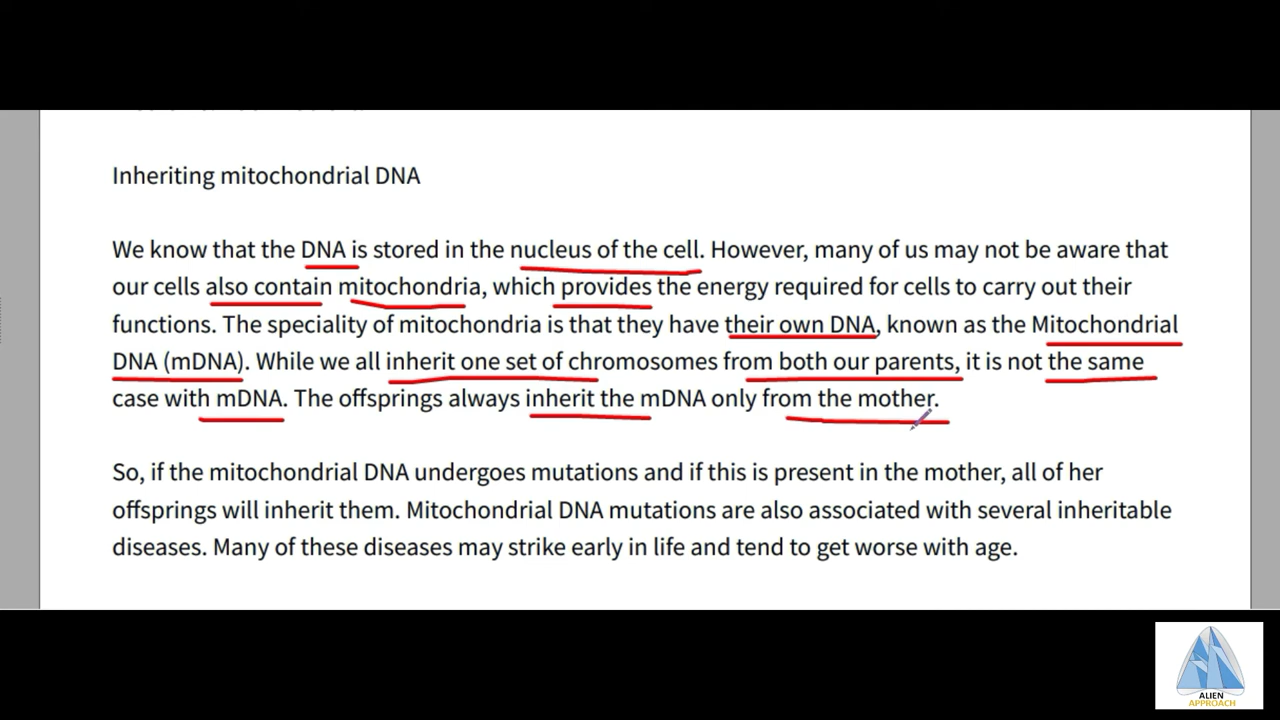 Inheriting mitochondrial DNA
We know that the DNA is stored in the nucleus of the cell. However, many of us may not be aware that
our cells also contain mitochondria, which provides the energy required for cells to carry out their
functions. The speciality of mitochondria is that they have their own DNA, known as the Mitochondrial
DNA (mDNA). While we all inherit one set of chromosomes from both our parents, it is not the same
case with mDNA. The offsprings always inherit the mDNA only from the mother.
So, if the mitochondrial DNA undergoes mutations and if this is present in the mother, all of her
offsprings will inherit them. Mitochondrial DNA mutations are also associated with several inheritable
diseases. Many of these diseases may strike early in life and tend to get worse with age.
ALIEN
APPROACH